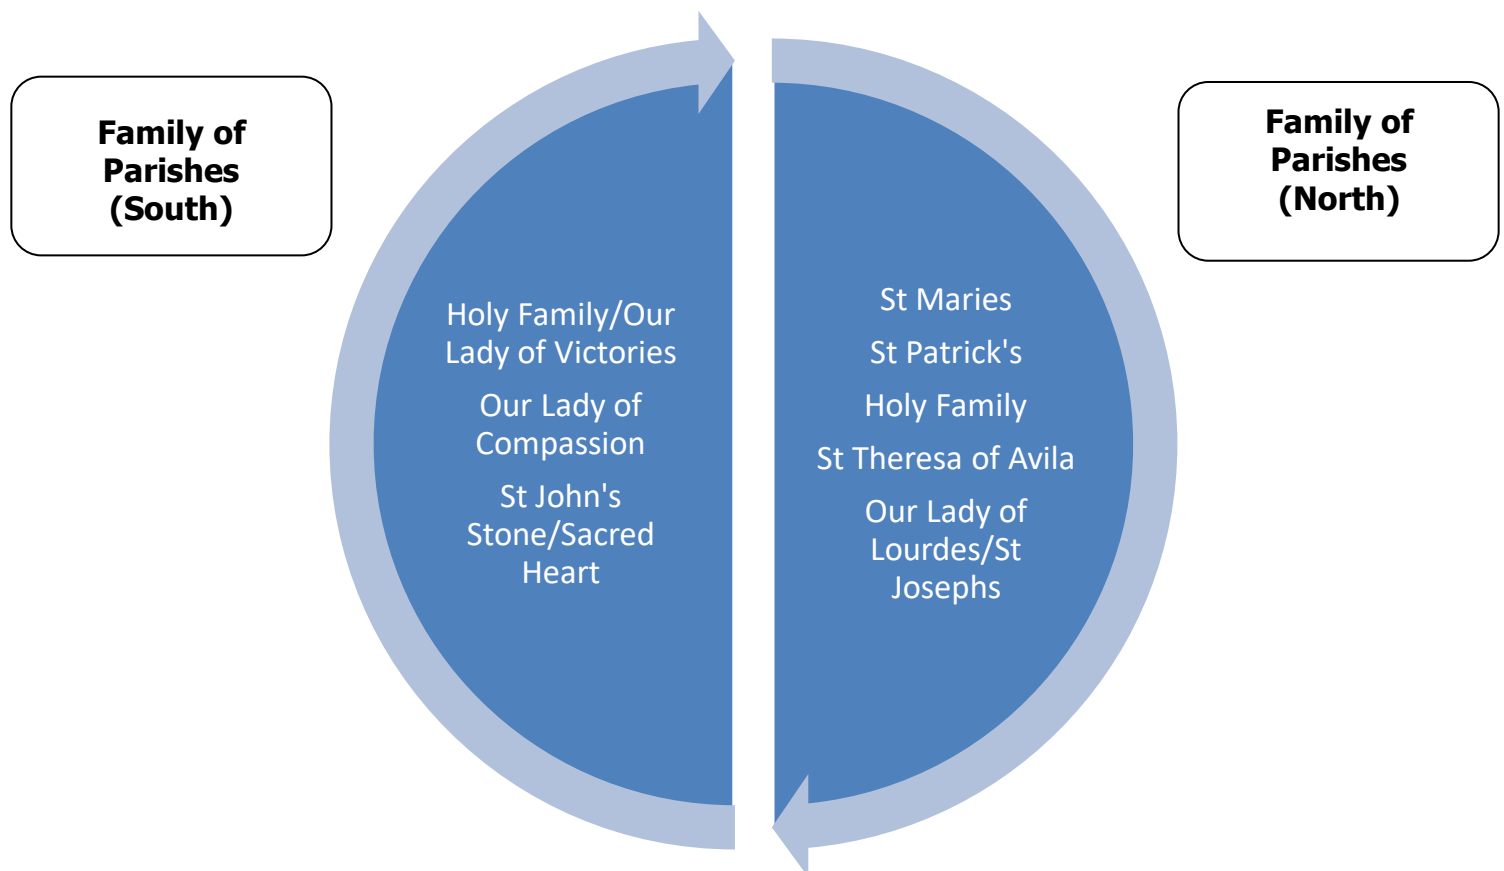 Family of
Parishes
(South)
Holy Family/Our
Lady of Victories
Our Lady of
Compassion
St John's
Stone/Sacred
Heart
St Maries
St Patrick's
Holy Family
St Theresa of Avila
Our Lady of
Lourdes/St
Josephs
Family of
Parishes
(North)